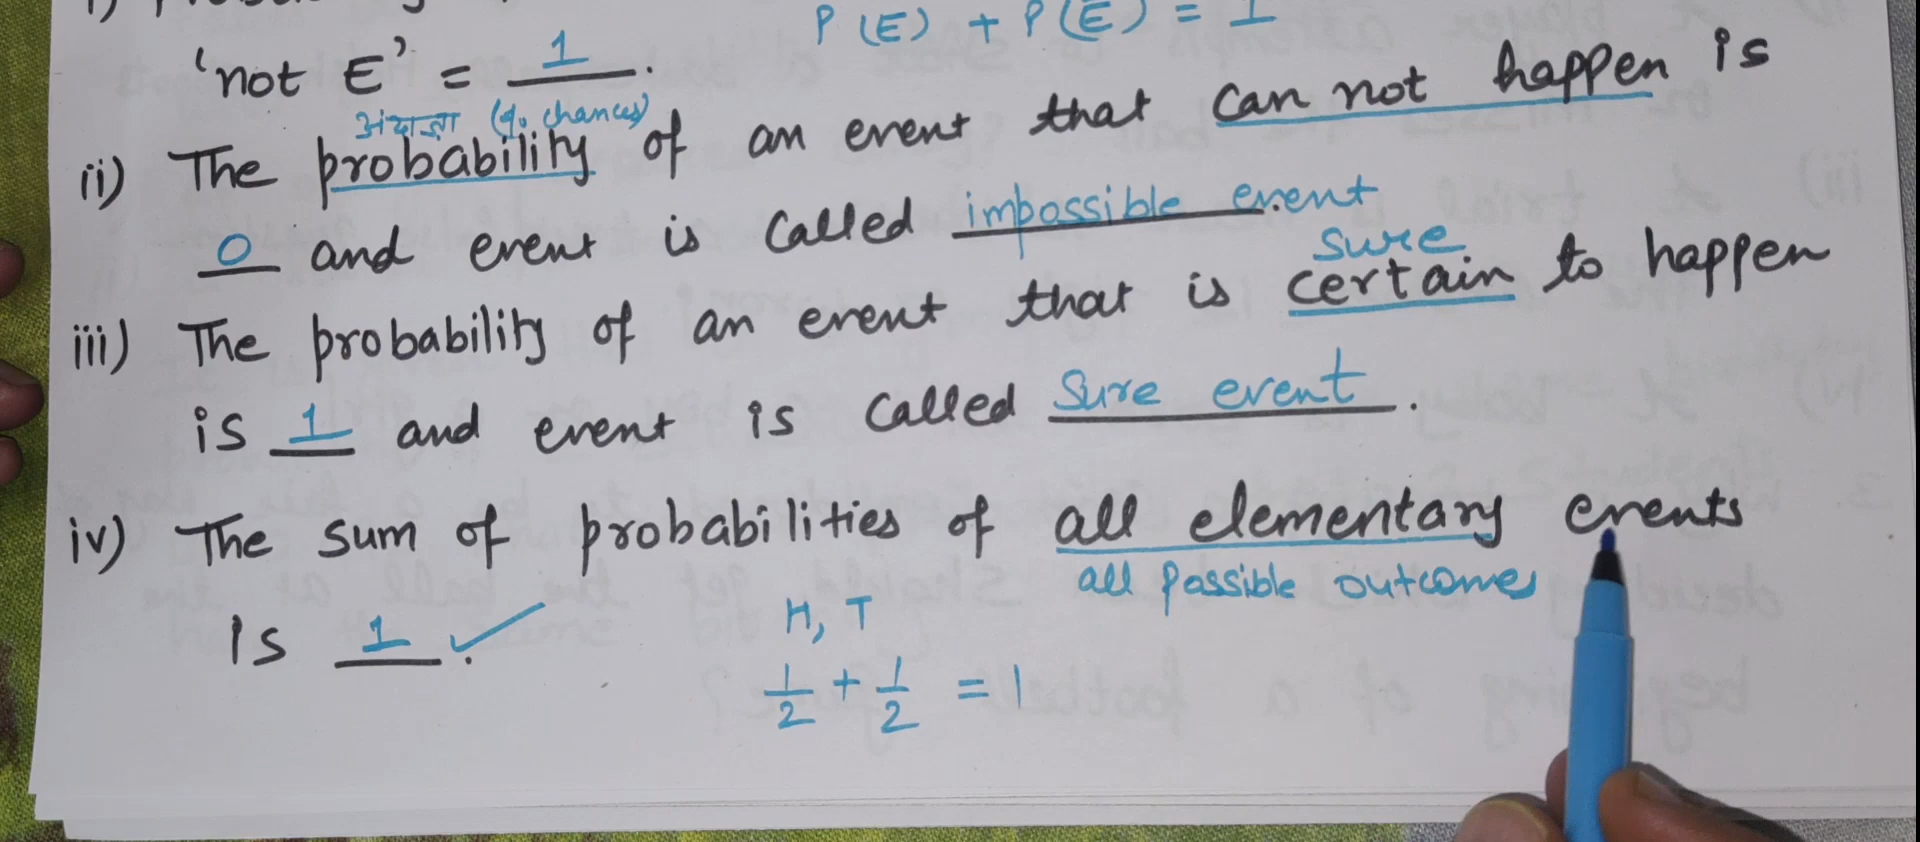 P(E) + P(E̅) = 1
'not E' = 1.
अंदाजा (% chances)
ii) The probability of an event that can not happen is
0 and event is called impossible event.
sure
iii) The probability of an event that is certain to happen
is 1 and event is called Sure event.
iv) The sum of probabilities of all elementary events
all possible outcomes
is 1 ✓.
H, T
1/2 + 1/2 = 1